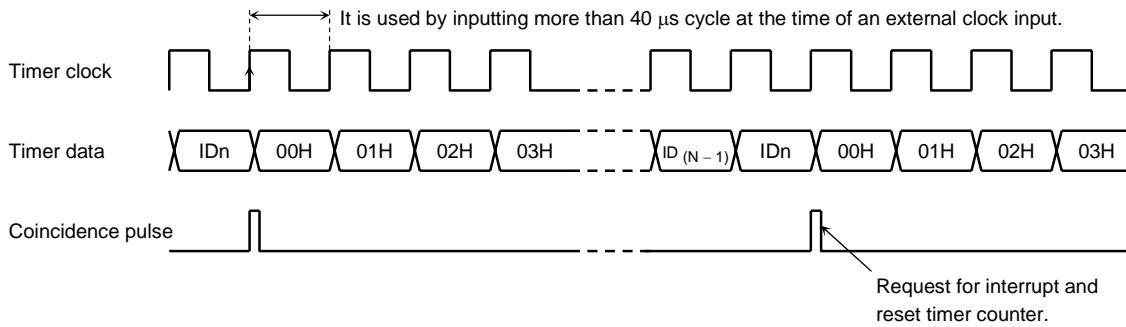 It is used by inputting more than 40 μs cycle at the time of an external clock input.
Timer clock
Timer data IDn 00H 01H 02H 03H ID (N − 1) IDn 00H 01H 02H 03H
Coincidence pulse
Request for interrupt and
reset timer counter.